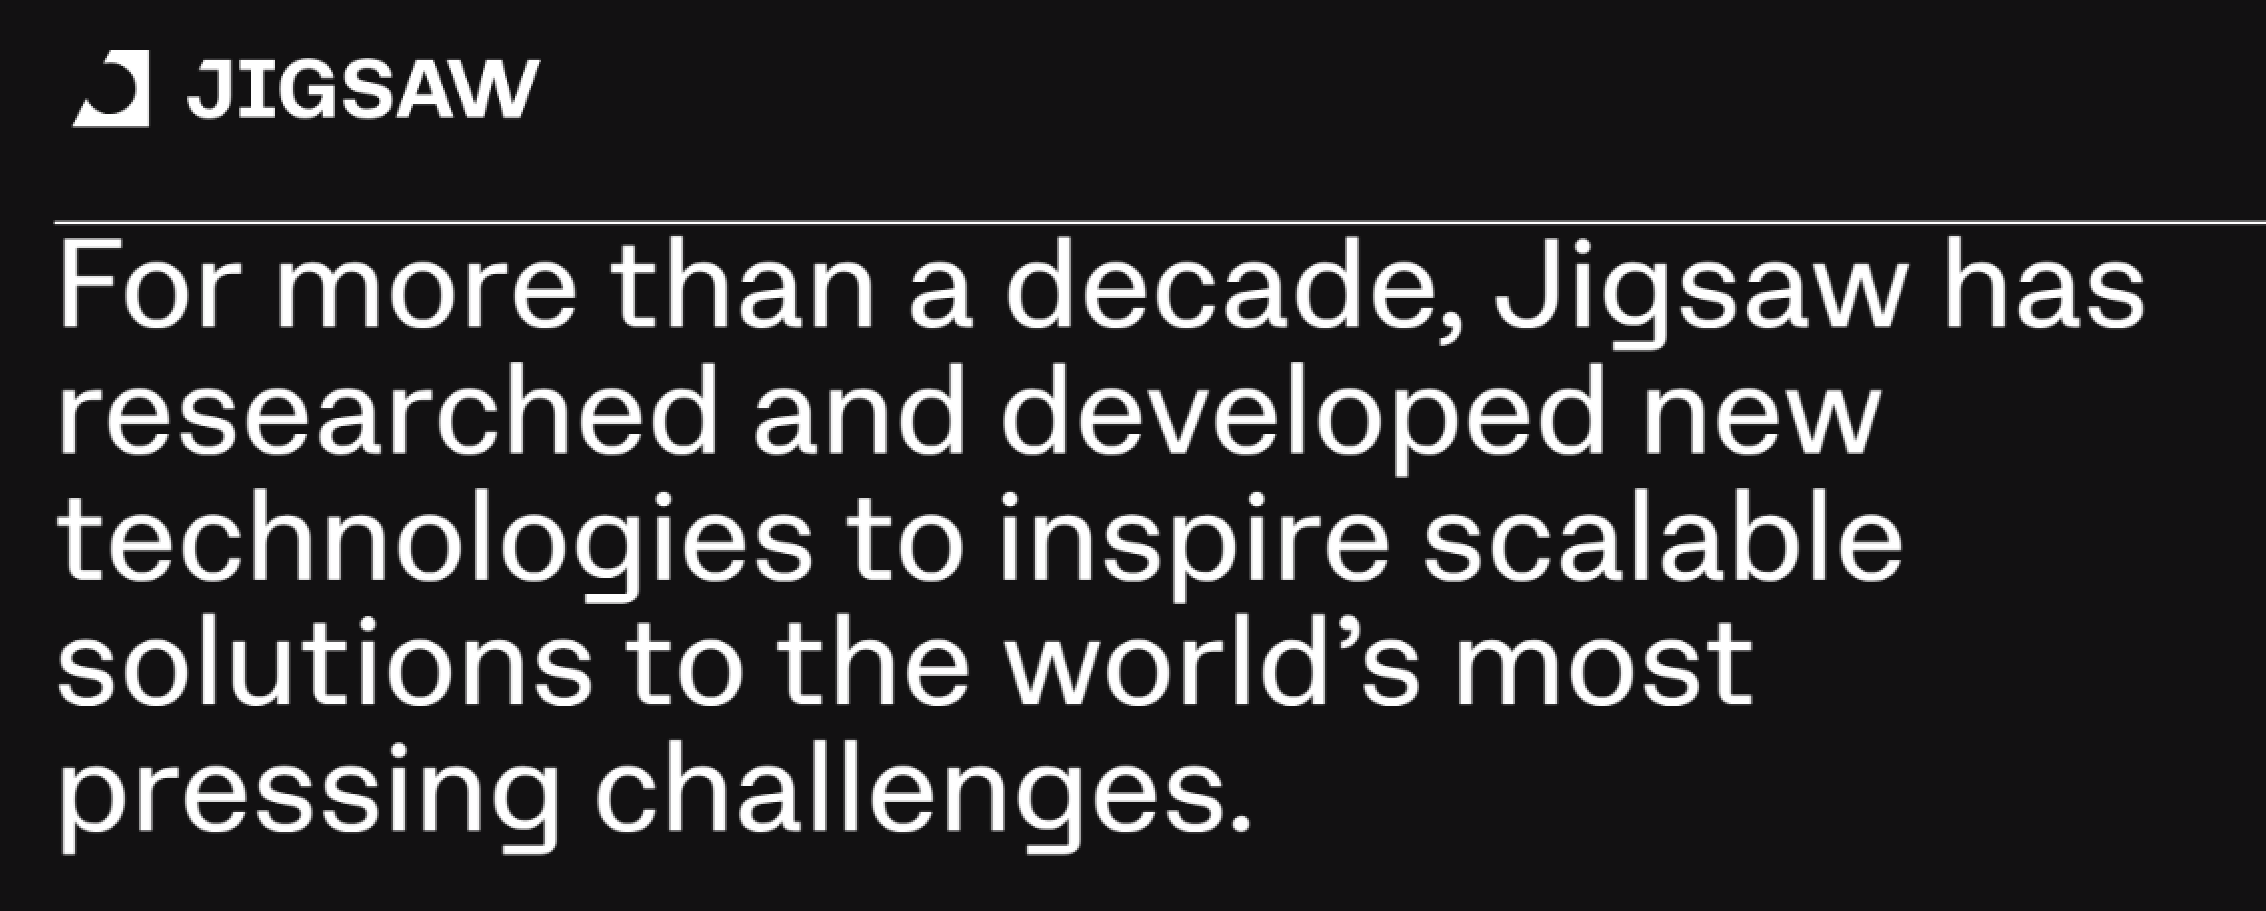 JIGSAW
For more than a decade, Jigsaw has
researched and developed new
technologies to inspire scalable
solutions to the world’s most
pressing challenges.